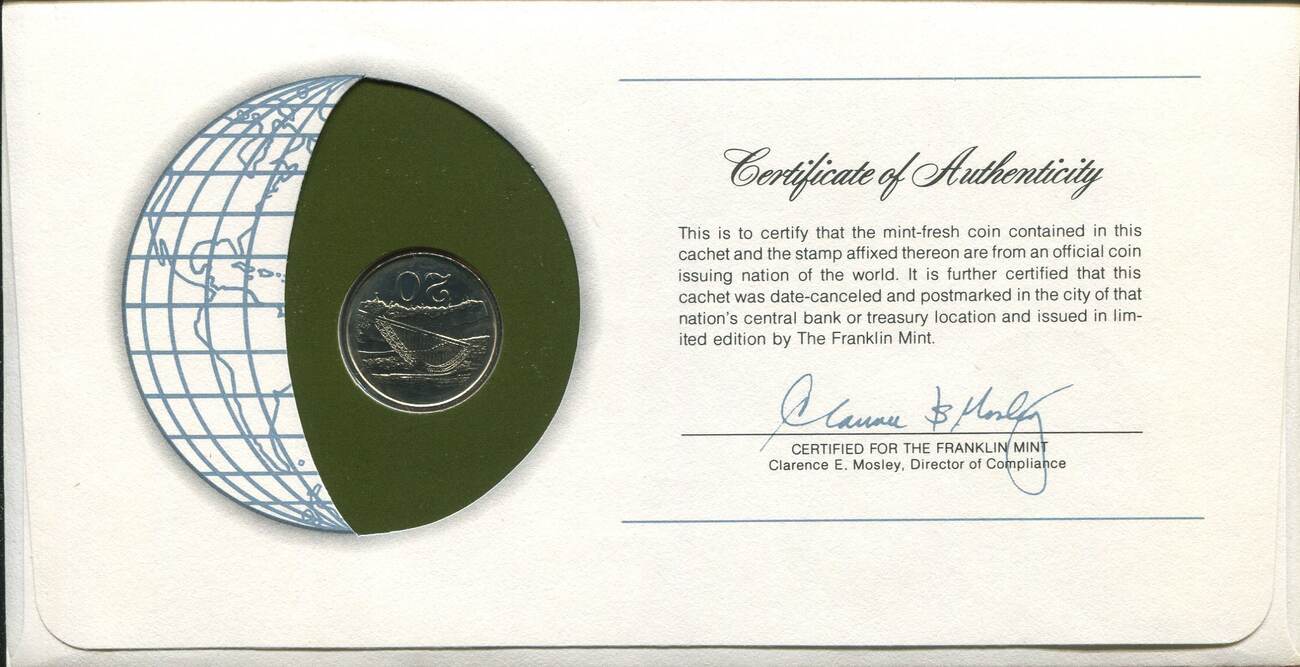 20
Certificate of Authenticity
This is to certify that the mint-fresh coin contained in this
cachet and the stamp affixed thereon are from an official coin
issuing nation of the world. It is further certified that this
cachet was date-canceled and postmarked in the city of that
nation's central bank or treasury location and issued in lim-
ited edition by The Franklin Mint.
Clarence E Mosley
CERTIFIED FOR THE FRANKLIN MINT
Clarence E. Mosley, Director of Compliance